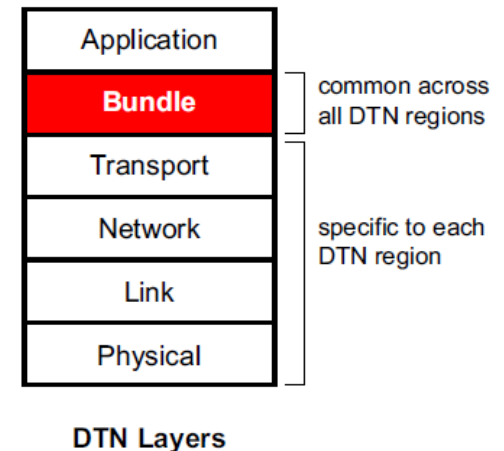 Application
Bundle
common across
all DTN regions
Transport
Network
specific to each
DTN region
Link
Physical
DTN Layers